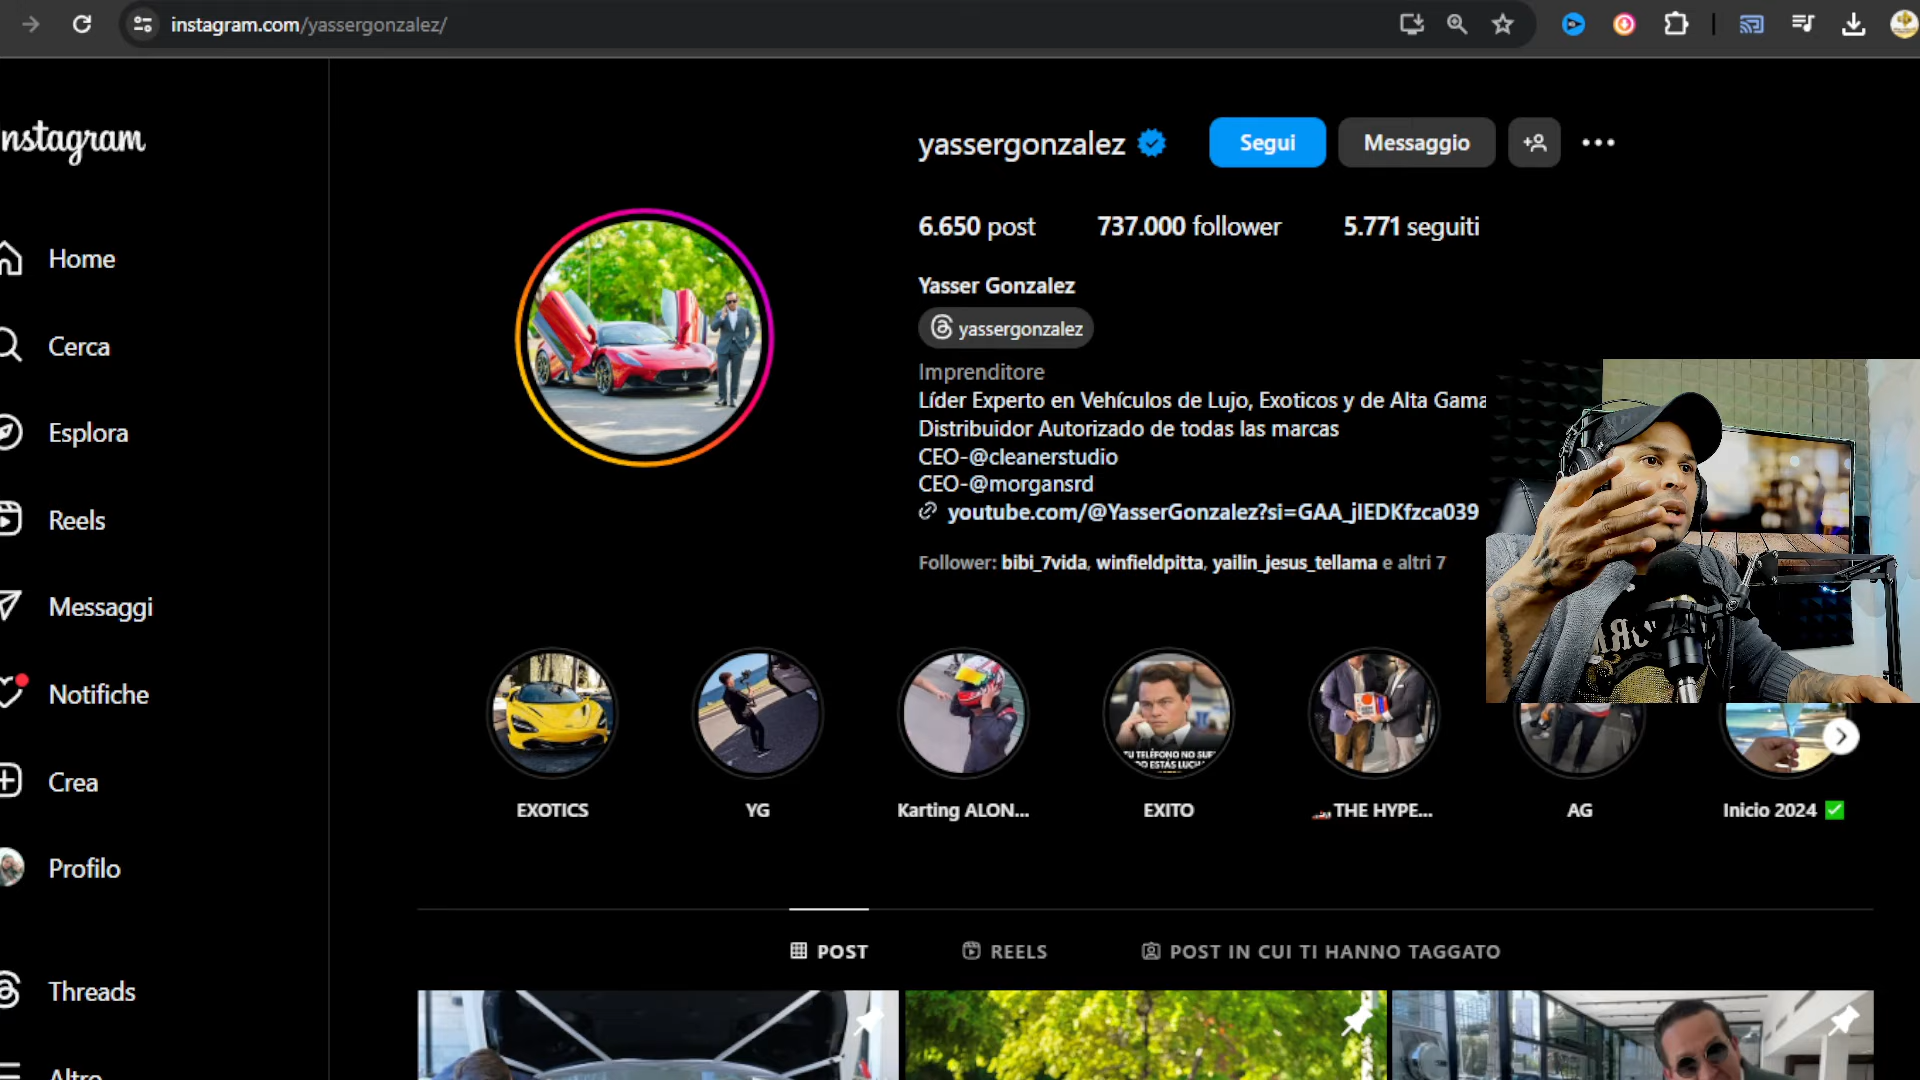 instagram.com/yassergonzalez/
Instagram
yassergonzalez
Segui
Messaggio
6.650 post
737.000 follower
5.771 seguiti
Yasser Gonzalez
yassergonzalez
Imprenditore
Líder Experto en Vehículos de Lujo, Exoticos y de Alta Gama
Distribuidor Autorizado de todas las marcas
CEO-@cleanerstudio
CEO-@morgansrd
youtube.com/@YasserGonzalez?si=GAA_jIEDKfzca039
Follower: bibi_7vida, winfieldpitta, yailin_jesus_tellama e altri 7
Home
Cerca
Esplora
Reels
Messaggi
Notifiche
Crea
Profilo
Threads
Altro
EXOTICS
YG
Karting ALON...
EXITO
THE HYPE...
AG
Inicio 2024
POST
REELS
POST IN CUI TI HANNO TAGGATO